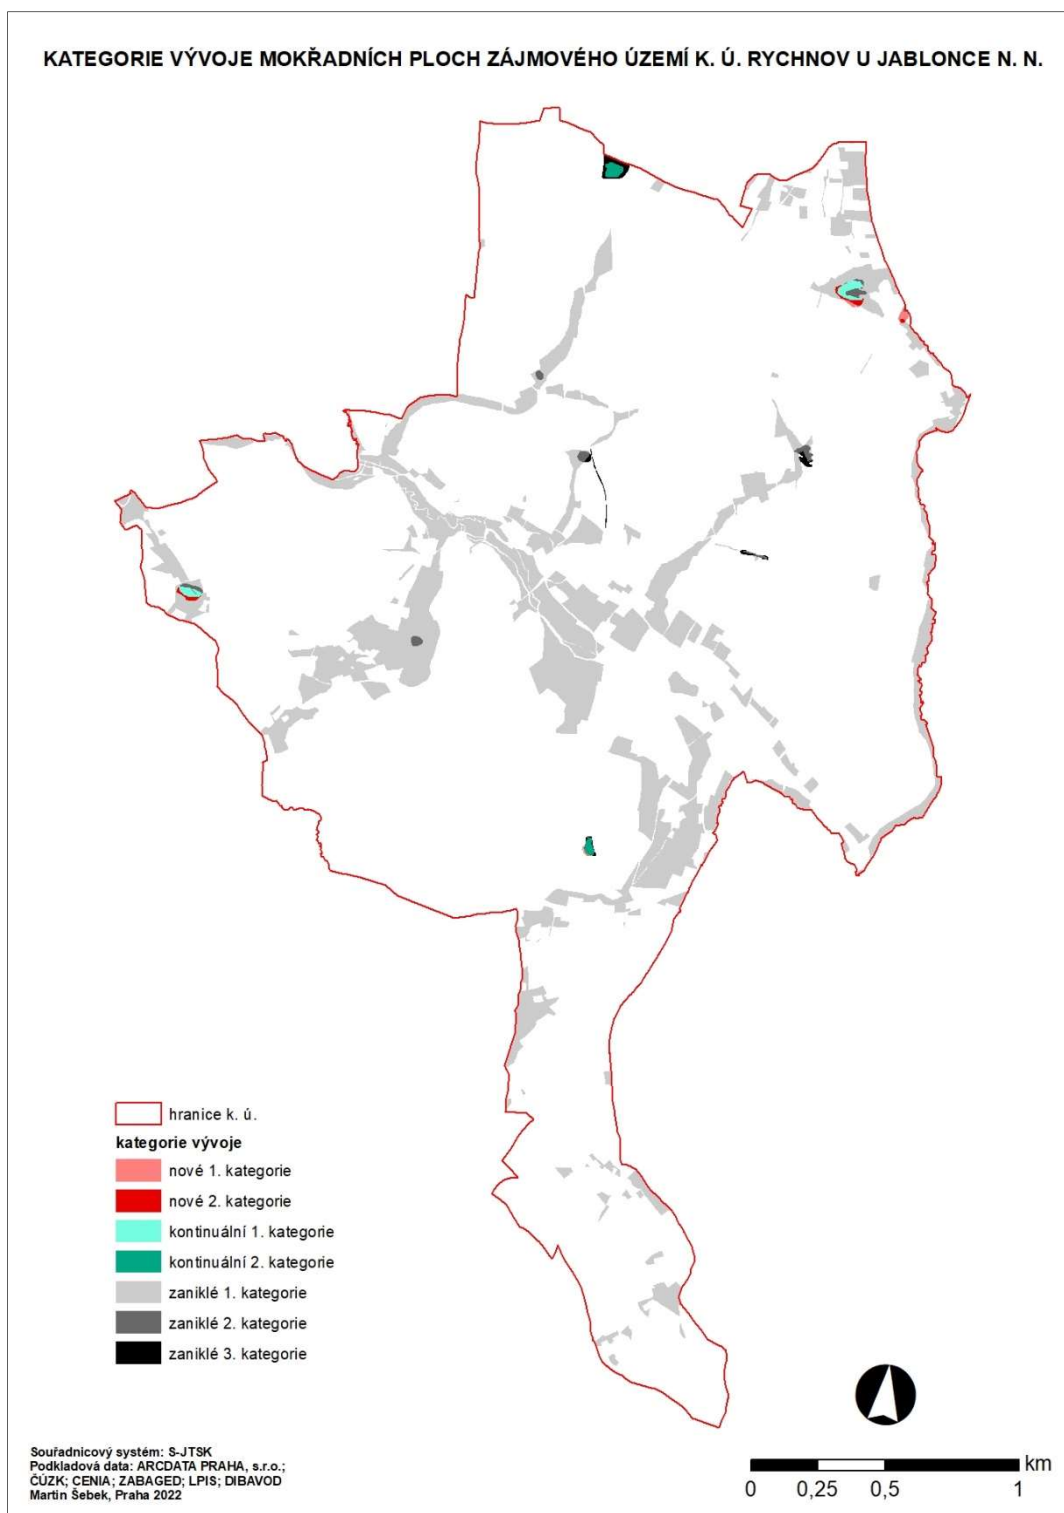 KATEGORIE VÝVOJE MOKŘADNÍCH PLOCH ZÁJMOVÉHO ÚZEMÍ K. Ú. RYCHNOV U JABLONCE N. N.
hranice k. ú.
kategorie vývoje
nové 1. kategorie
nové 2. kategorie
kontinuální 1. kategorie
kontinuální 2. kategorie
zaniklé 1. kategorie
zaniklé 2. kategorie
zaniklé 3. kategorie
Souřadnicový systém: S-JTSK
Podkladová data: ARCDATA PRAHA, s.r.o.;
ČÚZK; CENIA; ZABAGED; LPIS; DIBAVOD
Martin Šebek, Praha 2022
km
0 0,25 0,5 1